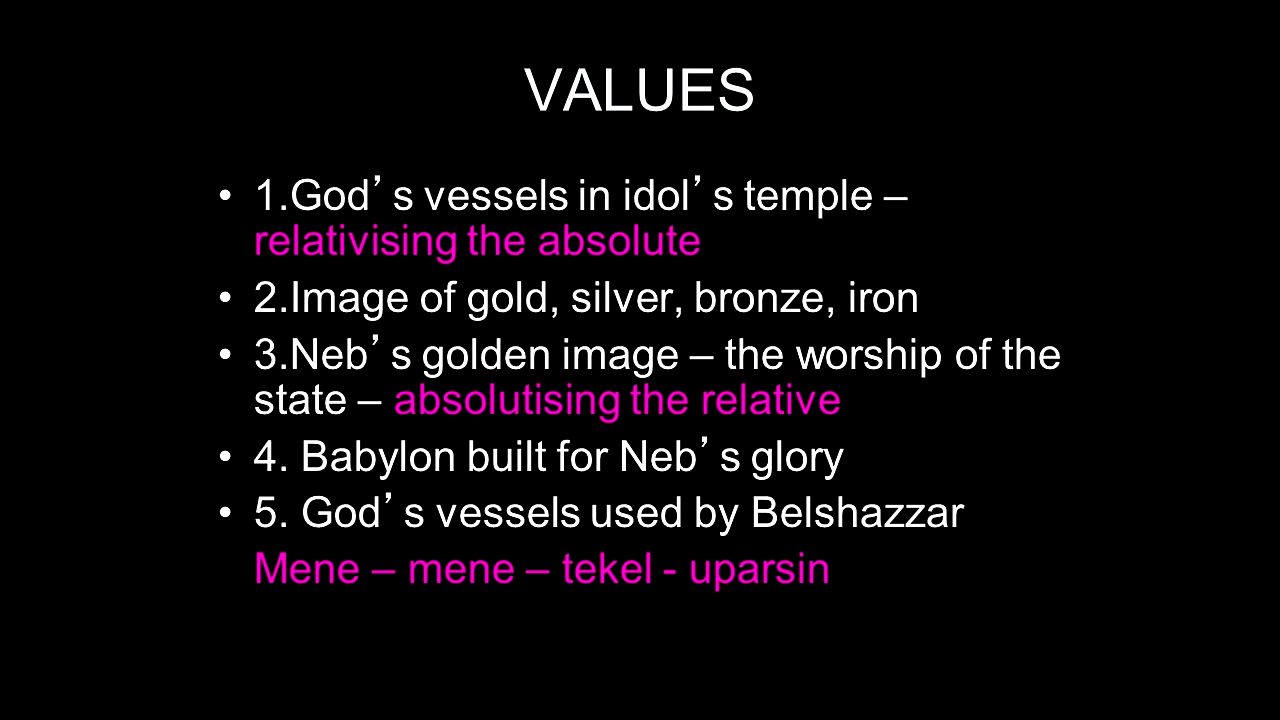 VALUES
• 1.God’s vessels in idol’s temple –
relativising the absolute
• 2.Image of gold, silver, bronze, iron
• 3.Neb’s golden image – the worship of the
state – absolutising the relative
• 4. Babylon built for Neb’s glory
• 5. God’s vessels used by Belshazzar
Mene – mene – tekel - uparsin